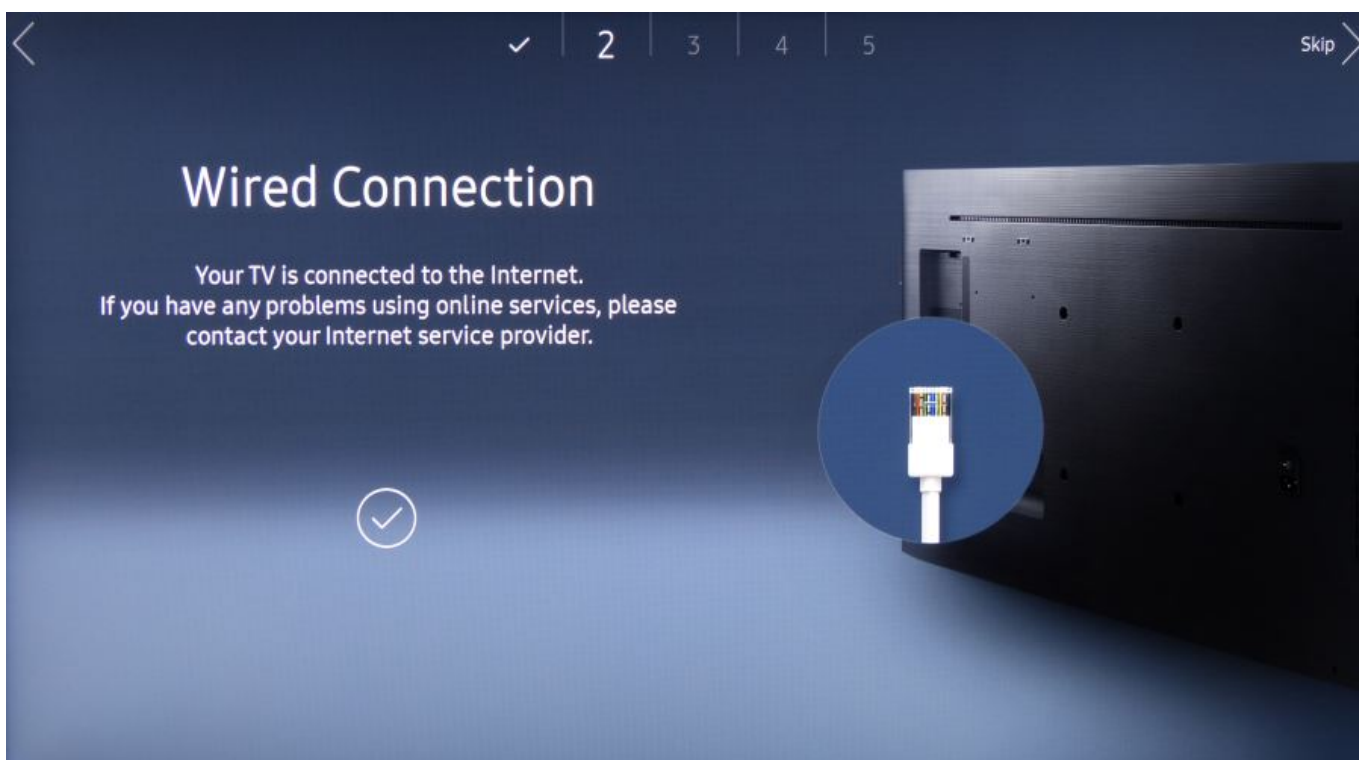 2 3 4 5
Skip
Wired Connection
Your TV is connected to the Internet.
If you have any problems using online services, please
contact your Internet service provider.